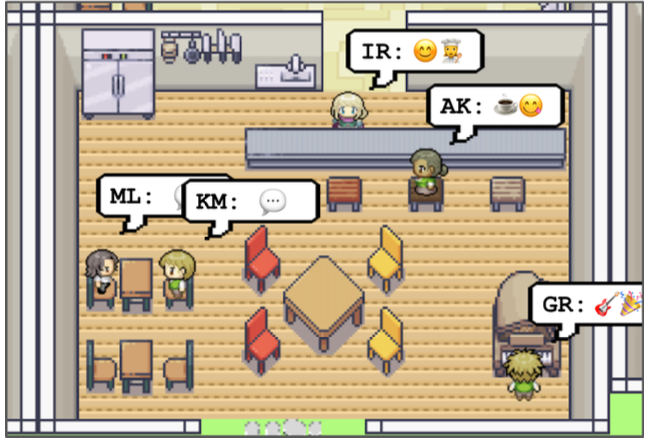 IR: 😊👩‍🍳
AK: ☕😋
ML: 💬
KM: 💬
GR: 🎸🎉